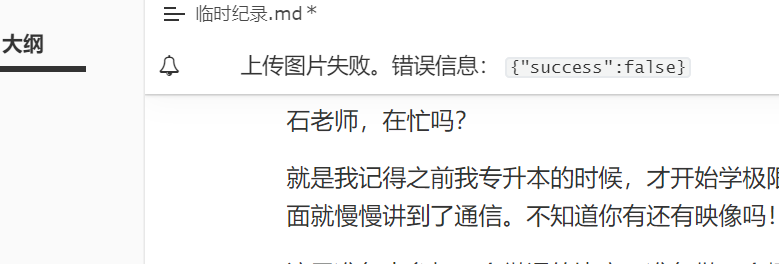 临时纪录.md*
大纲
上传图片失败。错误信息： {"success":false}
石老师，在忙吗?
就是我记得之前我专升本的时候，才开始学极限
面就慢慢讲到了通信。不知道你有还有映像吗!